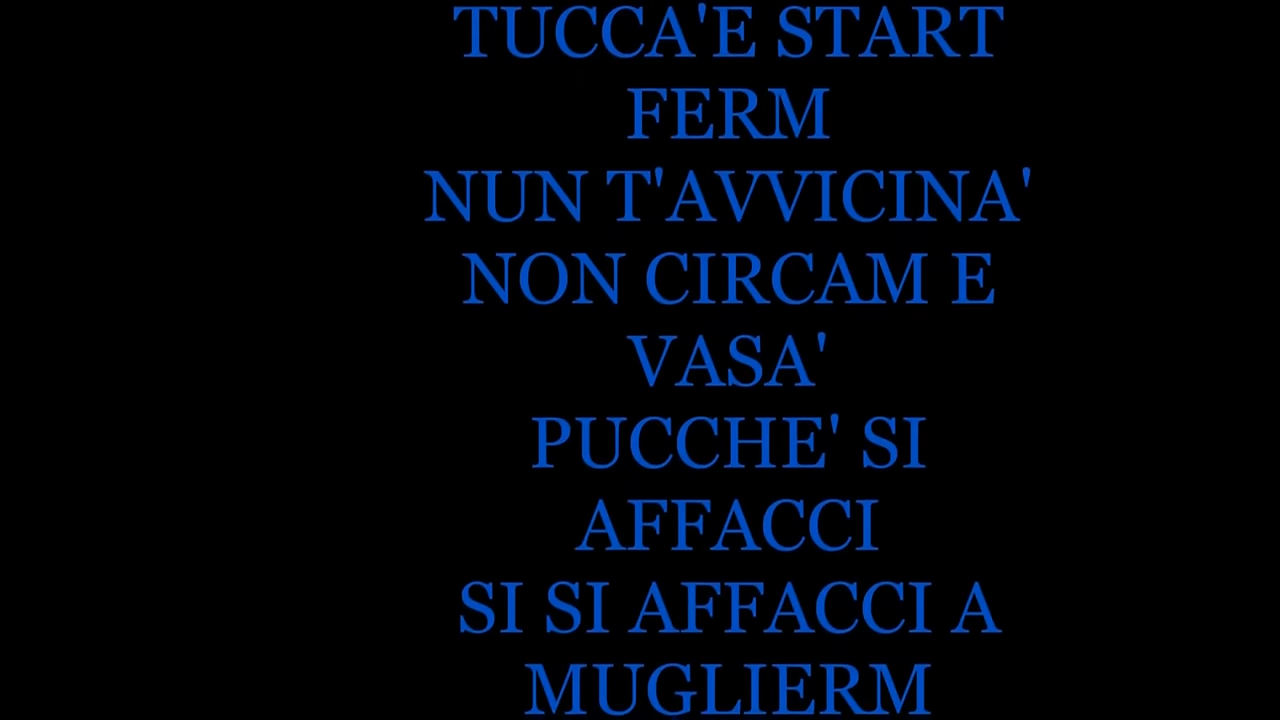 TUCCA'E START
FERM
NUN T'AVVICINA'
NON CIRCAM E
VASA'
PUCCHE' SI
AFFACCI
SI SI AFFACCI A
MUGLIERM